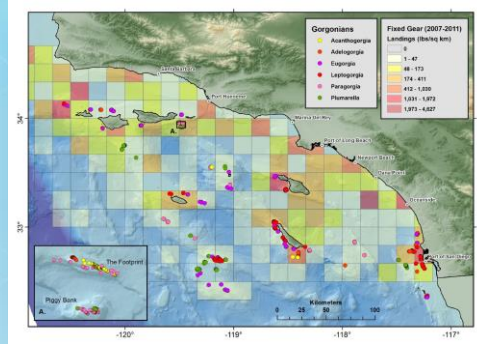 Gorgonians
Acanthogorgia
Adelogorgia
Eugorgia
Leptogorgia
Paragorgia
Plumarella
Fixed Gear (2007-2011)
Landings (lbs/sq km)
0
1 - 47
48 - 173
174 - 411
412 - 1,030
1,031 - 1,972
1,973 - 4,527
Port Hueneme
Marina Del Rey
Port of Long Beach
Newport Beach
Dana Point
Oceanside
Port of San Diego
34°
33°
A.
The Footprint
Piggy Bank
A.
Kilometers
0 25 50 100
-120°
-119°
-118°
-117°